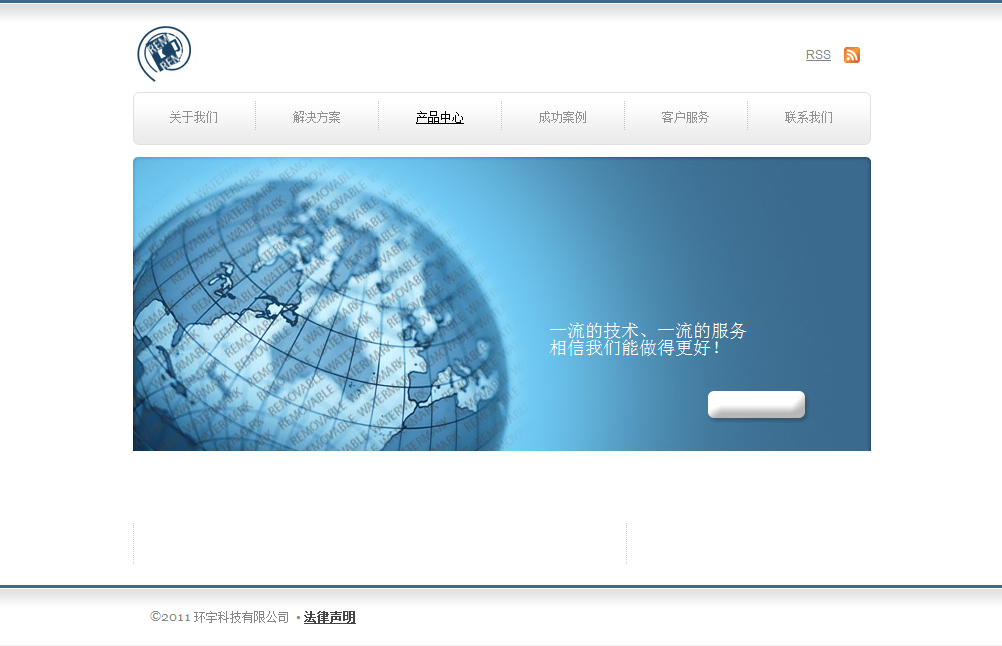 RSS
关于我们 解决方案 产品中心 成功案例 客户服务 联系我们
一流的技术、一流的服务
相信我们能做得更好！
©2011 环宇科技有限公司 • 法律声明
REMOVABLE WATERMARK